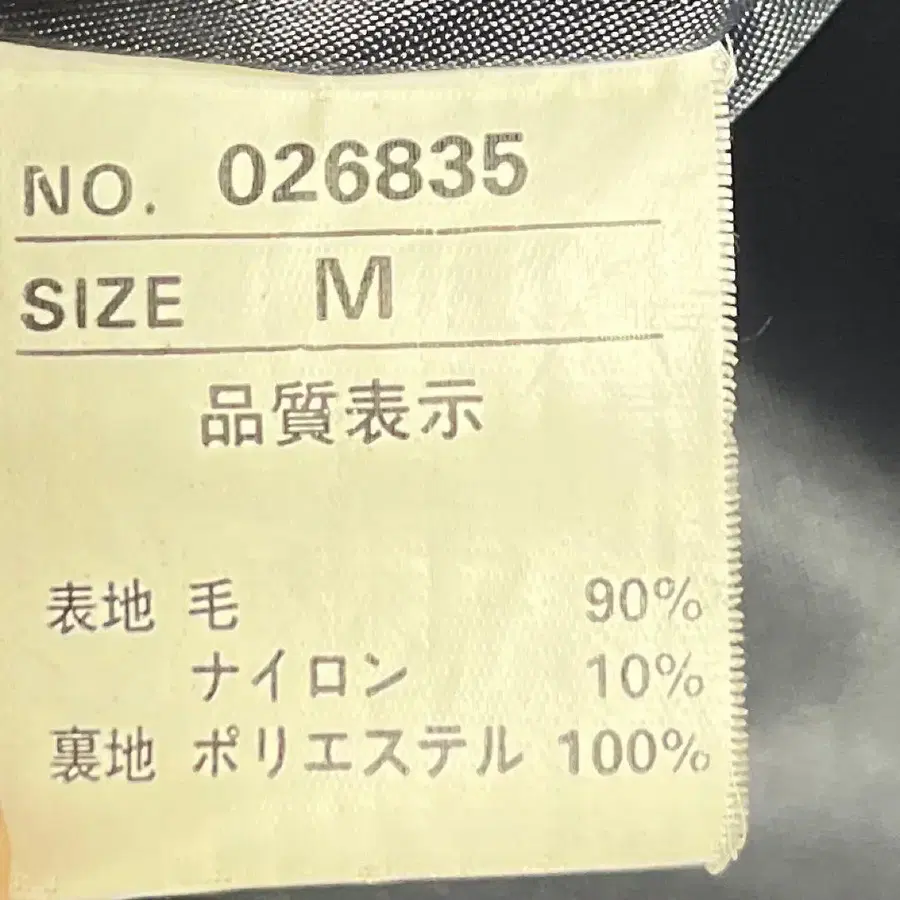 NO. 026835
SIZE M
品質表示
表地 毛 90%
ナイロン 10%
裏地 ポリエステル 100%